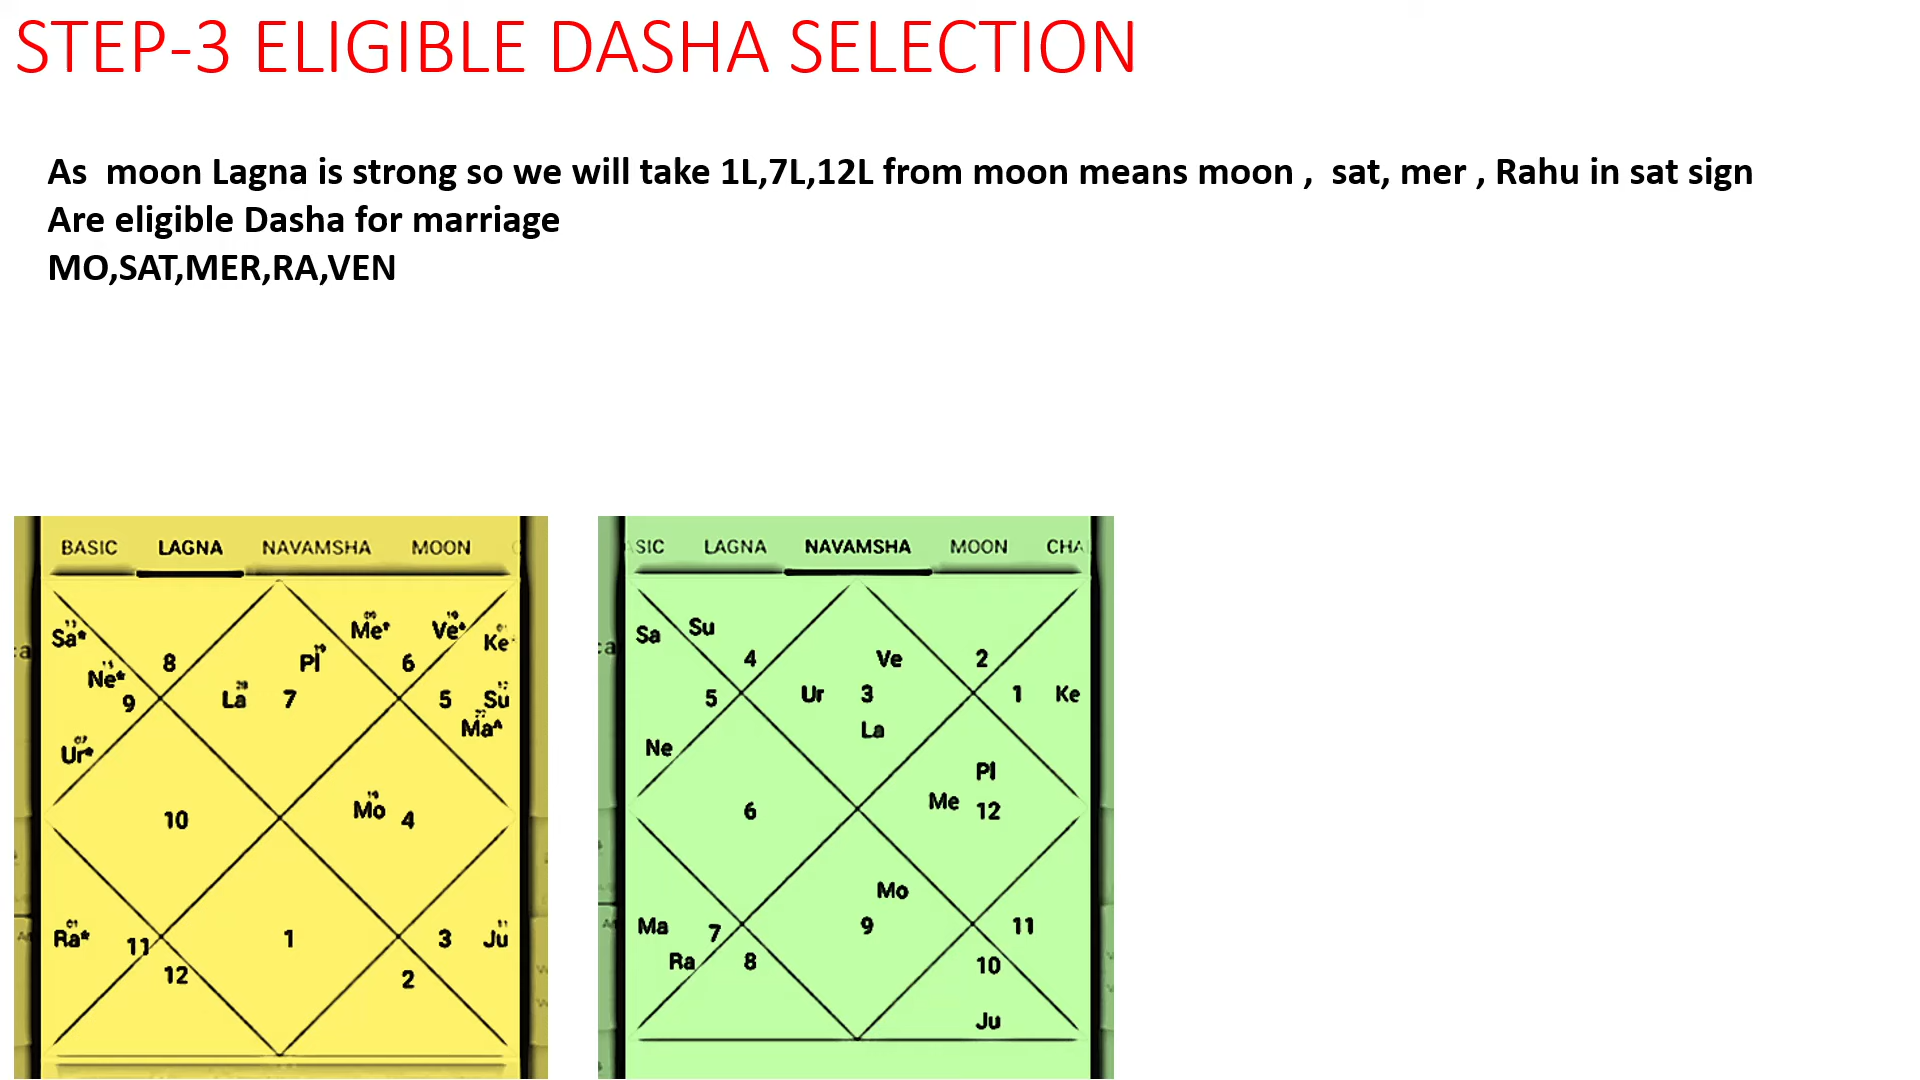 STEP-3 ELIGIBLE DASHA SELECTION
As moon Lagna is strong so we will take 1L,7L,12L from moon means moon , sat, mer , Rahu in sat sign
Are eligible Dasha for marriage
MO,SAT,MER,RA,VEN
BASIC LAGNA NAVAMSHA MOON
Sa* 8 Pl Me* 6 Ve* Ke
Ne* 9 La 7 5 Su
Ma^
Ur*
10 Mo 4
Ra* 11 1 3 Ju
12 2
SIC LAGNA NAVAMSHA MOON CHA
Sa Su 4 Ve 2
5 Ur 3 1 Ke
La
Ne
Pl
6 Me 12
Mo
Ma 7 9 11
Ra 8 10
Ju